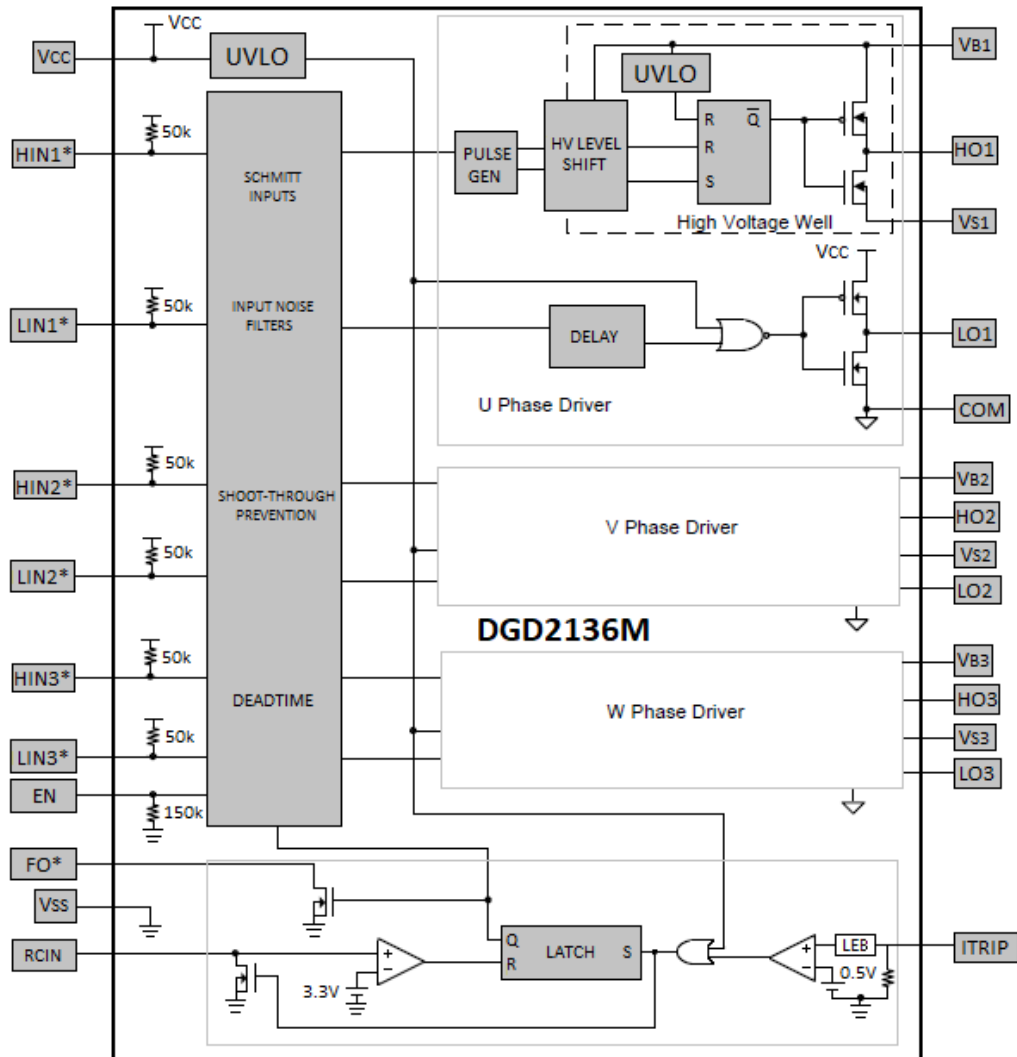 VCC
VCC
UVLO
VB1
UVLO
50k
HIN1*
R
Q̅
R
S
PULSE
GEN
HV LEVEL
SHIFT
HO1
SCHMITT
INPUTS
High Voltage Well
VS1
VCC
50k
LIN1*
INPUT NOISE
FILTERS
DELAY
LO1
U Phase Driver
COM
50k
HIN2*
SHOOT-THROUGH
PREVENTION
V Phase Driver
VB2
HO2
VS2
LO2
50k
LIN2*
DGD2136M
50k
HIN3*
DEADTIME
W Phase Driver
VB3
HO3
VS3
LO3
50k
LIN3*
EN
150k
FO*
VSS
RCIN
3.3V
Q
R
LATCH
S
LEB
0.5V
ITRIP